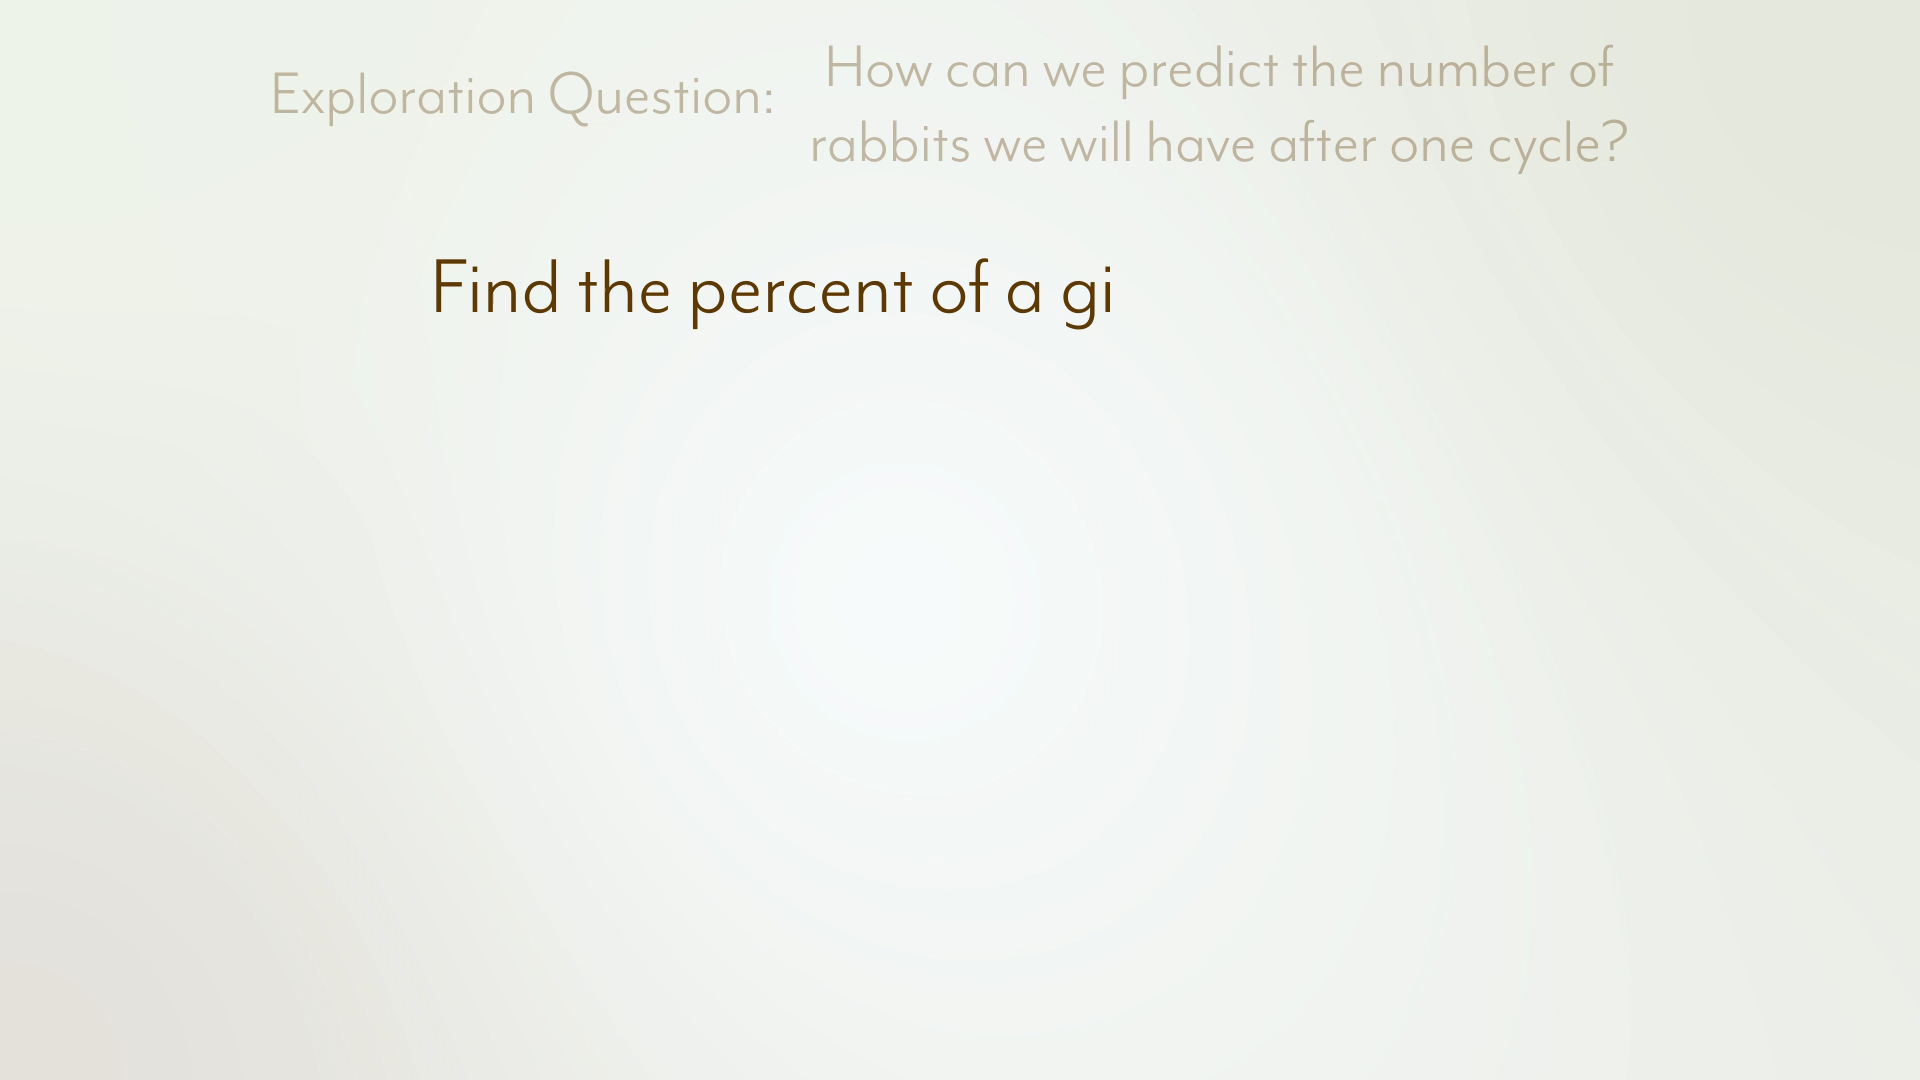 Exploration Question:
How can we predict the number of
rabbits we will have after one cycle?
Find the percent of a gi